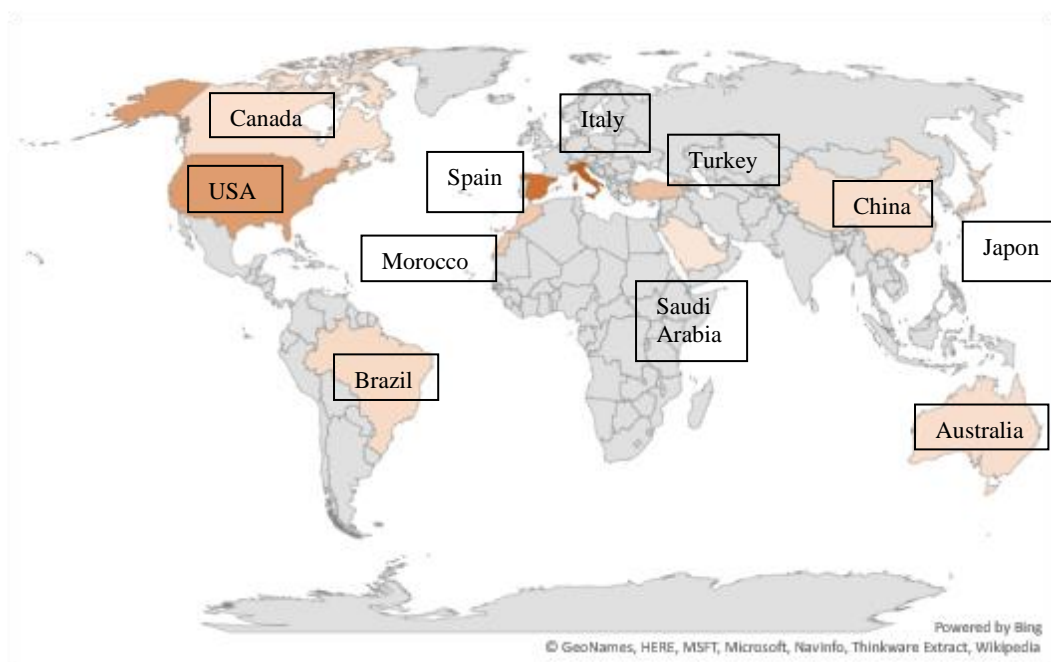 Canada
Italy
Turkey
Spain
USA
China
Morocco
Japon
Saudi
Arabia
Brazil
Australia
Powered by Bing
© GeoNames, HERE, MSFT, Microsoft, NavInfo, Thinkware Extract, Wikipedia